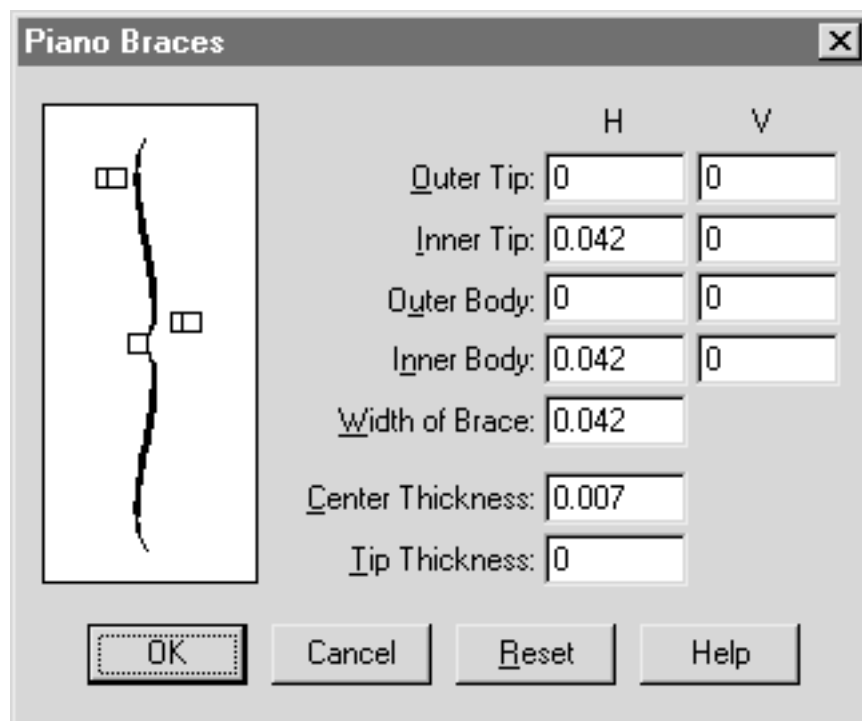 Piano Braces
H V
Outer Tip: 0 0
Inner Tip: 0.042 0
Outer Body: 0 0
Inner Body: 0.042 0
Width of Brace: 0.042
Center Thickness: 0.007
Tip Thickness: 0
OK Cancel Reset Help